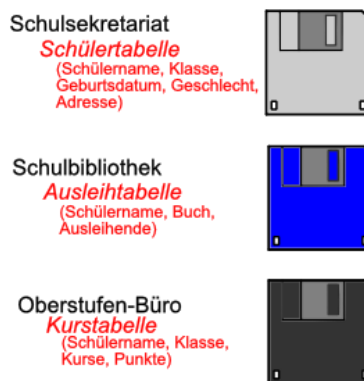 Schulsekretariat
Schülertabelle
(Schülername, Klasse,
Geburtsdatum, Geschlecht,
Adresse)
Schulbibliothek
Ausleihtabelle
(Schülername, Buch,
Ausleihende)
Oberstufen-Büro
Kurstabelle
(Schülername, Klasse,
Kurse, Punkte)